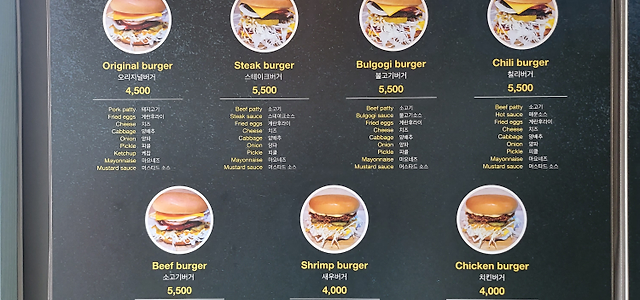 Original burger
오리지널버거
4,500
Pork patty 돼지고기
Fried eggs 계란후라이
Cheese 치즈
Cabbage 양배추
Onion 양파
Pickle 피클
Ketchup 케찹
Mayonnaise 마요네즈
Mustard sauce 머스타드 소스
Steak burger
스테이크버거
5,500
Beef patty 소고기
Steak sauce 스테이크소스
Fried eggs 계란후라이
Cheese 치즈
Cabbage 양배추
Onion 양파
Pickle 피클
Mayonnaise 마요네즈
Mustard sauce 머스타드 소스
Bulgogi burger
불고기버거
5,500
Beef patty 소고기
Bulgogi sauce 불고기소스
Fried eggs 계란후라이
Cheese 치즈
Cabbage 양배추
Onion 양파
Pickle 피클
Mayonnaise 마요네즈
Mustard sauce 머스타드 소스
Chili burger
칠리버거
5,500
Beef patty 소고기
Hot sauce 매운소스
Fried eggs 계란후라이
Cheese 치즈
Cabbage 양배추
Onion 양파
Pickle 피클
Mayonnaise 마요네즈
Mustard sauce 머스타드 소스
Beef burger
소고기버거
5,500
Shrimp burger
새우버거
4,000
Chicken burger
치킨버거
4,000